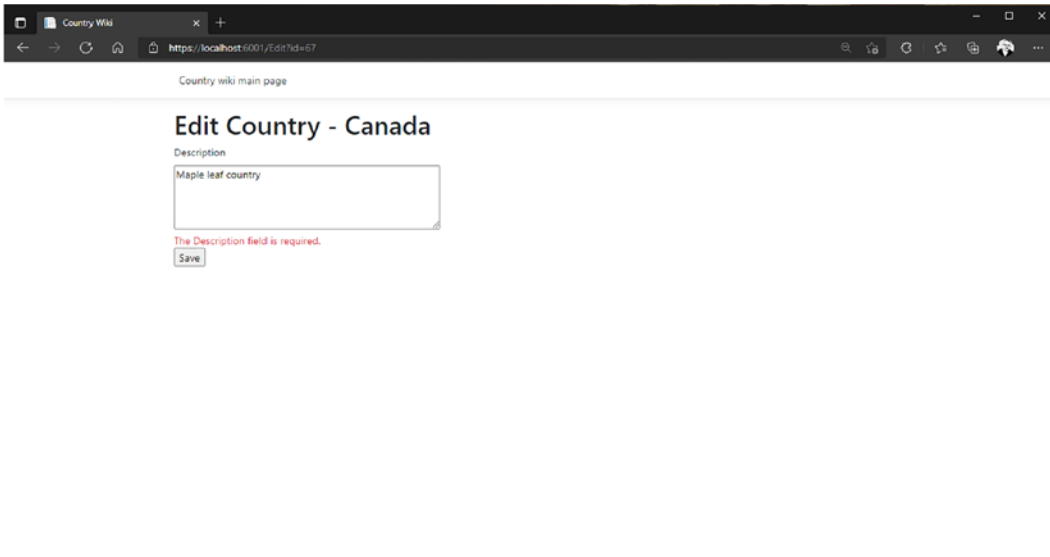 Country Wiki
https://localhost:6001/Edit?id=67
Country wiki main page
Edit Country - Canada
Description
Maple leaf country
The Description field is required.
Save